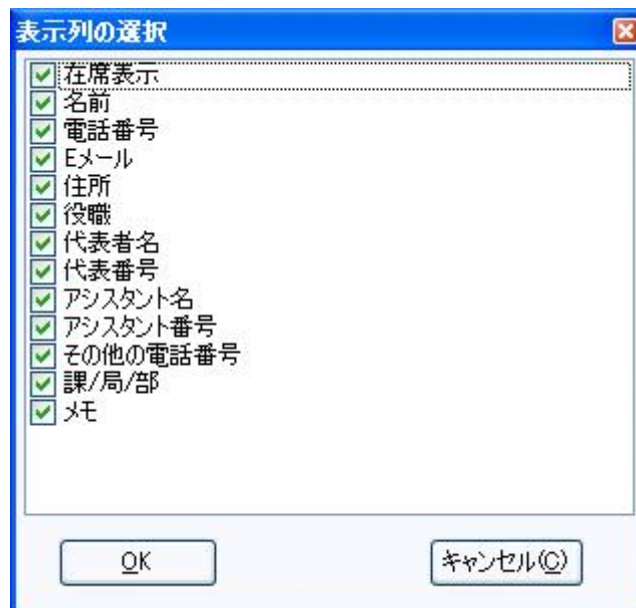 表示列の選択
在席表示
名前
電話番号
Eメール
住所
役職
代表者名
代表番号
アシスタント名
アシスタント番号
その他の電話番号
課/局/部
メモ
OK
キャンセル(C)